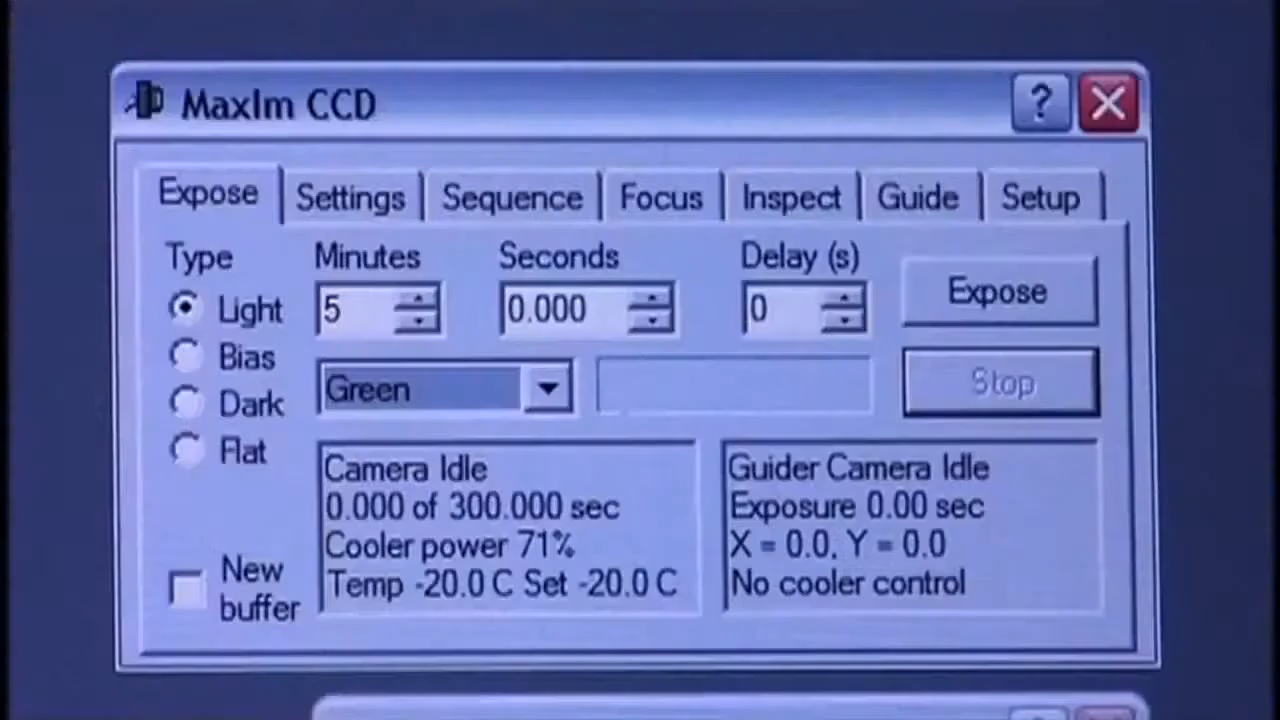 MaxIm CCD
?
Expose Settings Sequence Focus Inspect Guide Setup
Type Minutes Seconds Delay (s)
Light 5 0.000 0 Expose
Bias
Green Stop
Dark
Flat
Camera Idle
0.000 of 300.000 sec
Cooler power 71%
Temp -20.0 C Set -20.0 C
Guider Camera Idle
Exposure 0.00 sec
X = 0.0, Y = 0.0
No cooler control
New
buffer